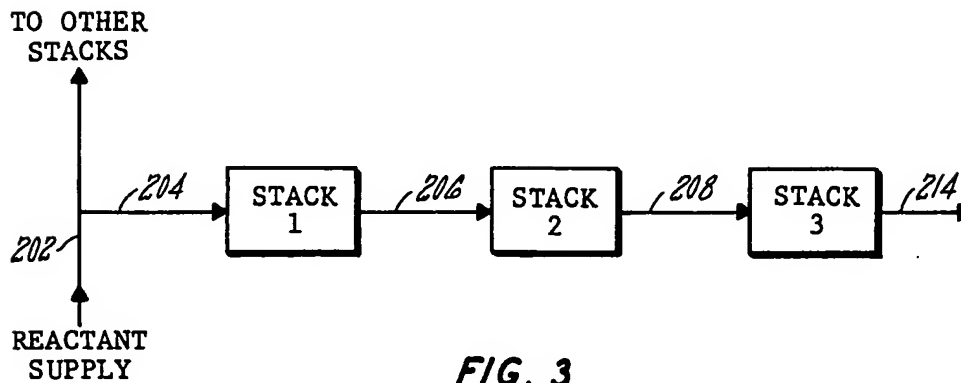 TO OTHER
STACKS
204
STACK
1
206
STACK
2
208
STACK
3
214
202
REACTANT
SUPPLY
FIG. 3